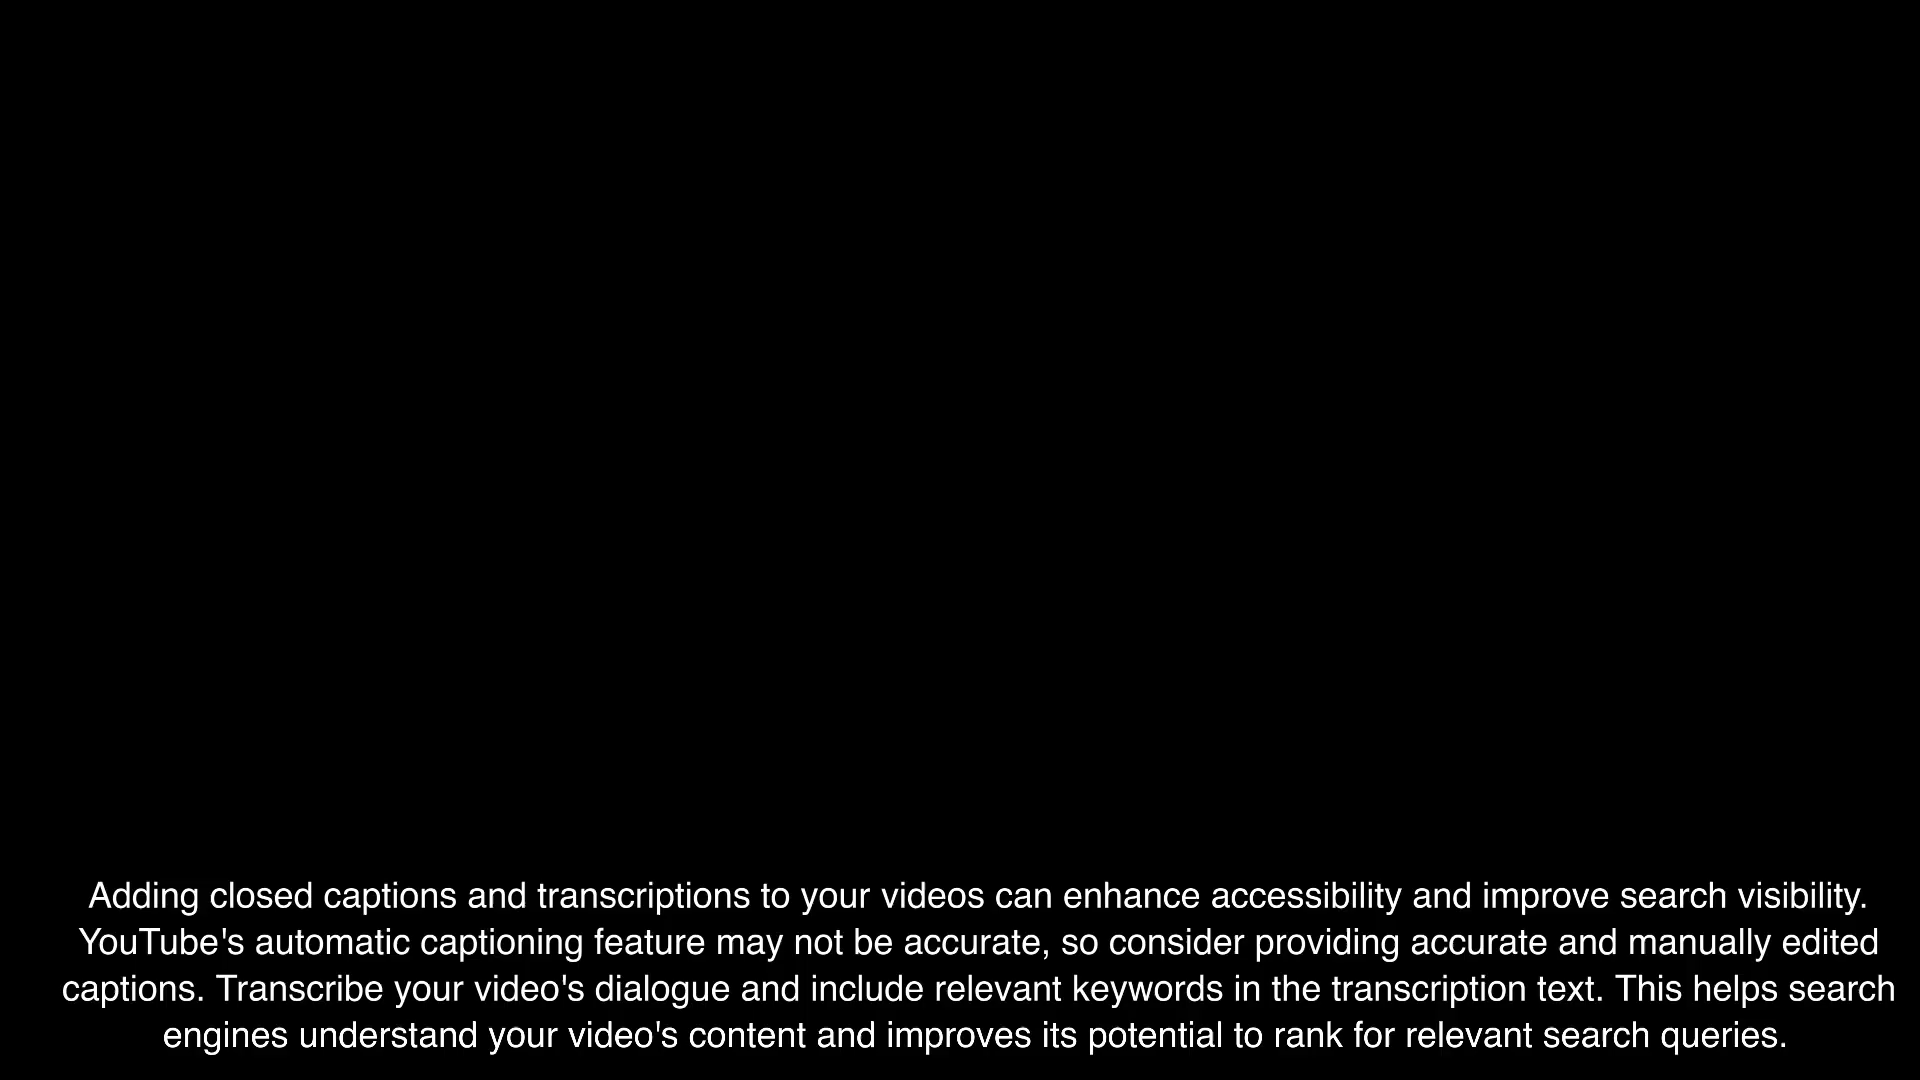 Adding closed captions and transcriptions to your videos can enhance accessibility and improve search visibility.
YouTube's automatic captioning feature may not be accurate, so consider providing accurate and manually edited
captions. Transcribe your video's dialogue and include relevant keywords in the transcription text. This helps search
engines understand your video's content and improves its potential to rank for relevant search queries.